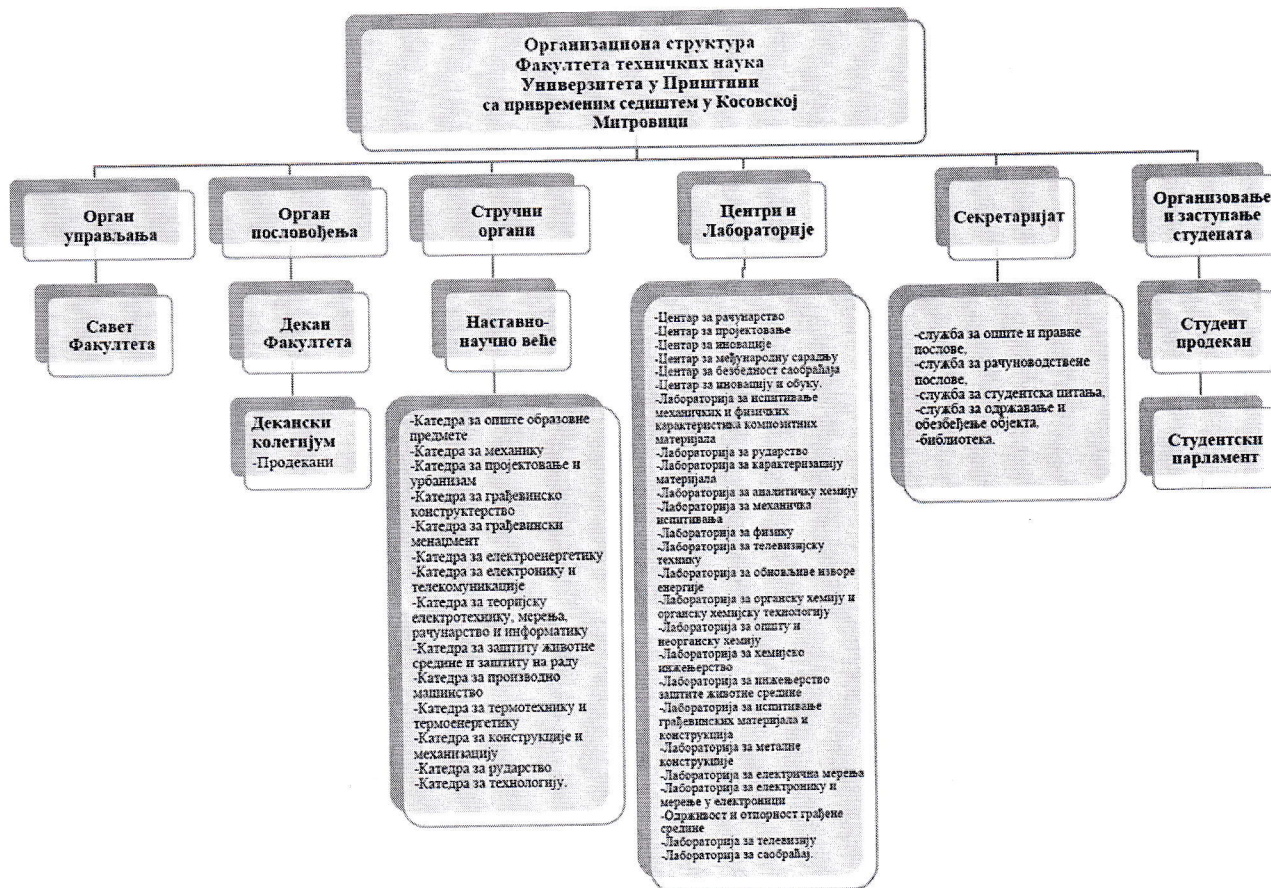 Организациона структура
Факултета техничких наука
Универзитета у Приштини
са привременим седиштем у Косовској
Митровици
Орган
управљања
Савет
Факултета
Орган
пословођења
Декан
Факултета
Декански
колегијум
-Продекани
Стручни
органи
Наставно-
научно веће
-Катедра за опште образовне
предмете
-Катедра за механику
-Катедра за пројектовање и
урбанизам
-Катедра за грађевинско
конструктерство
-Катедра за грађевински
менаџмент
-Катедра за електроенергетику
-Катедра за електронику и
телекомуникације
-Катедра за теоријску
електротехнику, мерења,
рачунарство и информатику
-Катедра за заштиту животне
средине и заштиту на раду
-Катедра за производно
машинство
-Катедра за термотехнику и
термоенергетику
-Катедра за конструкције и
механизацију
-Катедра за рударство
-Катедра за технологију.
Центри и
Лабораторије
-Центар за рачунарство
-Центар за пројектовање
-Центар за иновације
-Центар за међународну сарадњу
-Центар за безбедност саобраћаја
-Центар за иновацију и обуку.
-Лабораторија за испитивање
механичких и физичких
карактеристика композитних
материјала
-Лабораторија за рударство
-Лабораторија за карактеризацију
материјала
-Лабораторија за аналитичку хемију
-Лабораторија за механичка
испитивања
-Лабораторија за физику
-Лабораторија за телевизијску
технику
-Лабораторија за обновљиве изворе
енергије
-Лабораторија за органску хемију и
органску хемијску технологију
-Лабораторија за општу и
неорганску хемију
-Лабораторија за хемијско
инжењерство
-Лабораторија за инжењерство
заштите животне средине
-Лабораторија за испитивање
грађевинских материјала и
конструкција
-Лабораторија за металне
конструкције
-Лабораторија за електрична мерења
-Лабораторија за електронику и
мерење у електроници
-Одрживост и отпорност грађене
средине
-Лабораторија за телевизију
-Лабораторија за саобраћај.
Секретаријат
-служба за опште и правне
послове,
-служба за рачуноводствене
послове,
-служба за студентска питања,
-служба за одржавање и
обезбеђење објекта,
-библиотека.
Организовање
и заступање
студената
Студент
продекан
Студентски
парламент